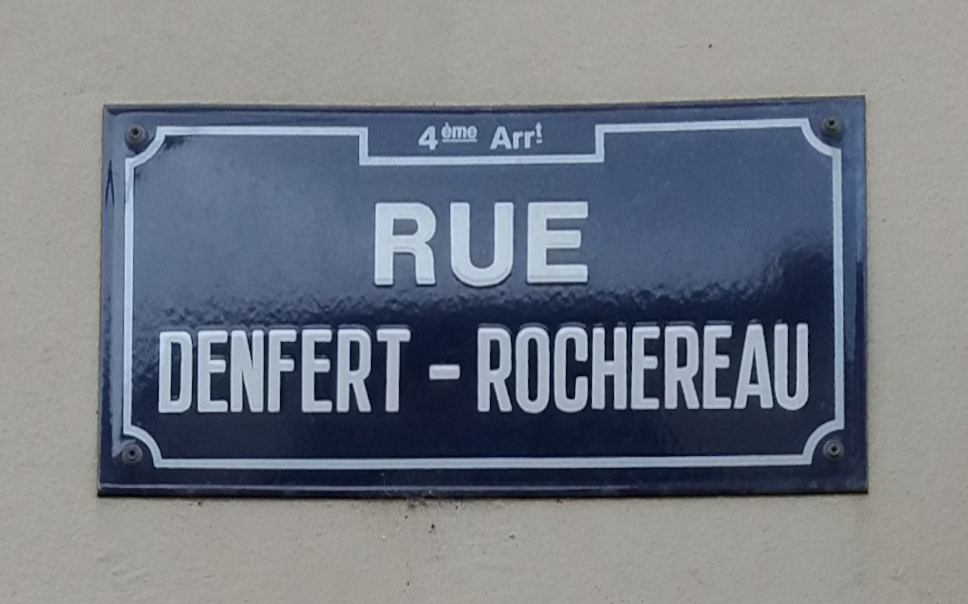 4ème Arrt
RUE
DENFERT - ROCHEREAU